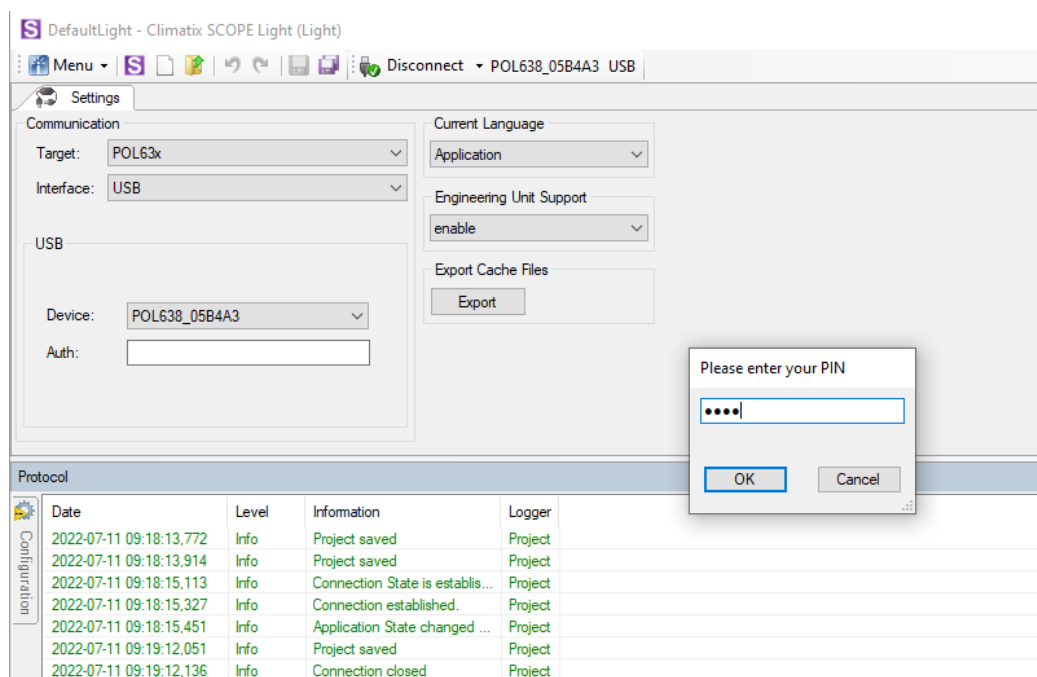 S DefaultLight - Climatix SCOPE Light (Light)
Menu S Disconnect POL638_05B4A3 USB
Settings
Communication
Target: POL63x
Interface: USB
USB
Device: POL638_05B4A3
Auth:
Current Language
Application
Engineering Unit Support
enable
Export Cache Files
Export
Please enter your PIN
••••
OK Cancel
Protocol
Configuration
Date Level Information Logger
2022-07-11 09:18:13,772 Info Project saved Project
2022-07-11 09:18:13,914 Info Project saved Project
2022-07-11 09:18:15,113 Info Connection State is establis... Project
2022-07-11 09:18:15,327 Info Connection established. Project
2022-07-11 09:18:15,451 Info Application State changed ... Project
2022-07-11 09:19:12,051 Info Project saved Project
2022-07-11 09:19:12,136 Info Connection closed Project